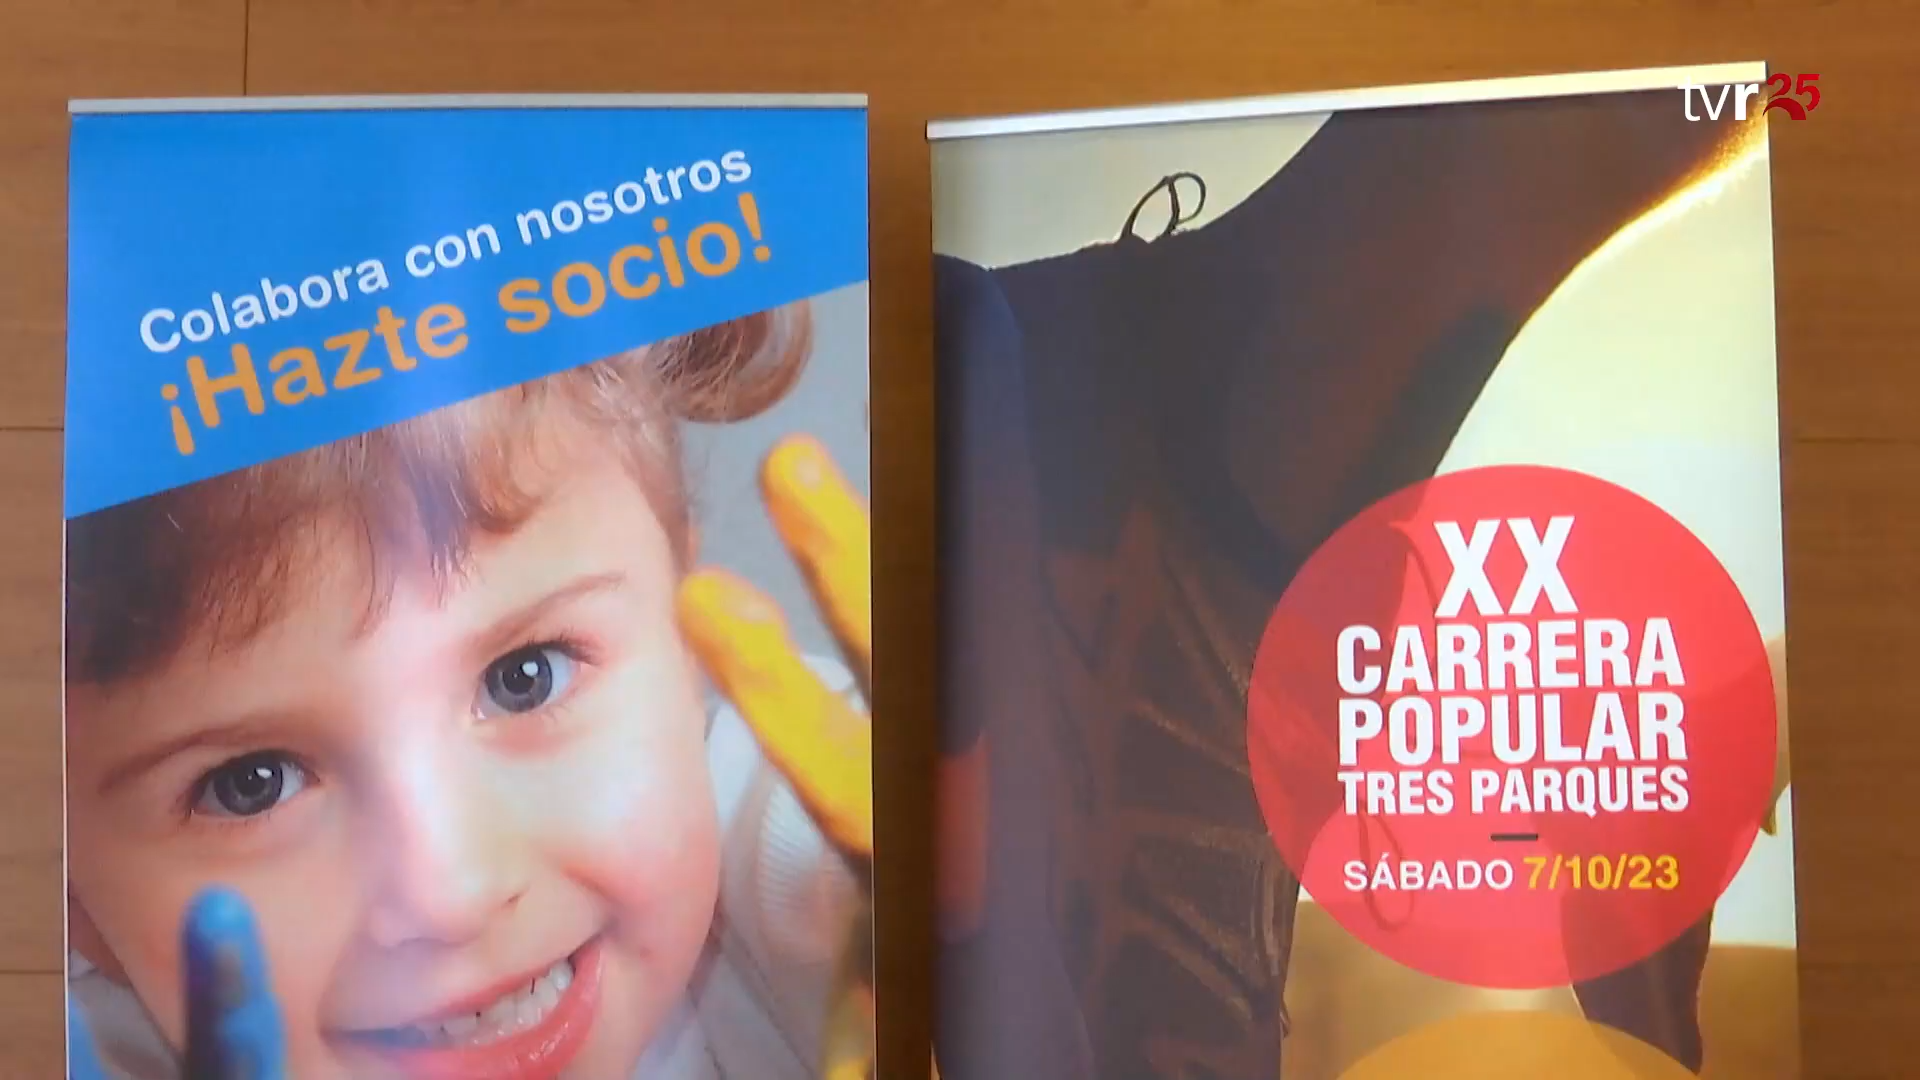 tvr25
Colabora con nosotros
¡Hazte socio!
XX
CARRERA
POPULAR
TRES PARQUES
SÁBADO 7/10/23